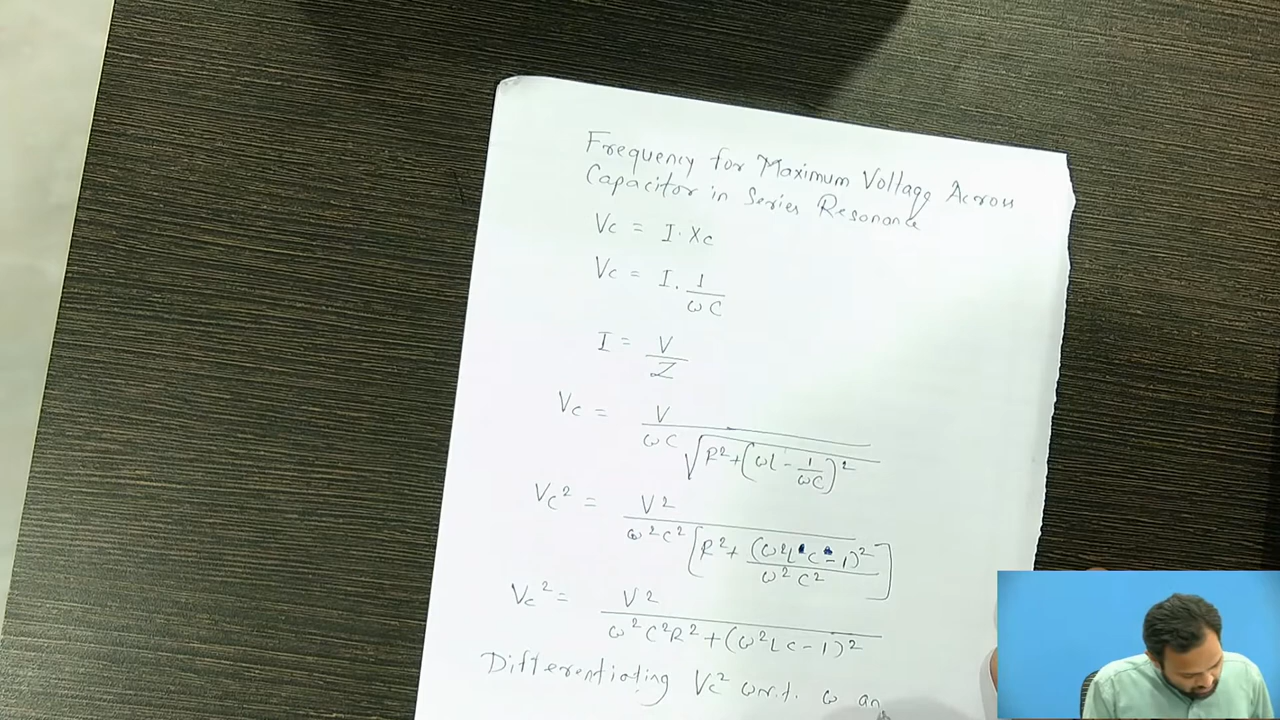 Frequency for Maximum Voltage Across
Capacitor in Series Resonance
Vc = I·Xc
Vc = I. 1/ωC
I = V/Z
Vc = V/(ωC √(R²+(ωL-1/ωC)²))
Vc² = V²/(ω²C²[R²+(ω²LC-1)²/ω²C²])
Vc² = V²/(ω²C²R²+(ω²LC-1)²)
Differentiating Vc² w.r.t. ω an